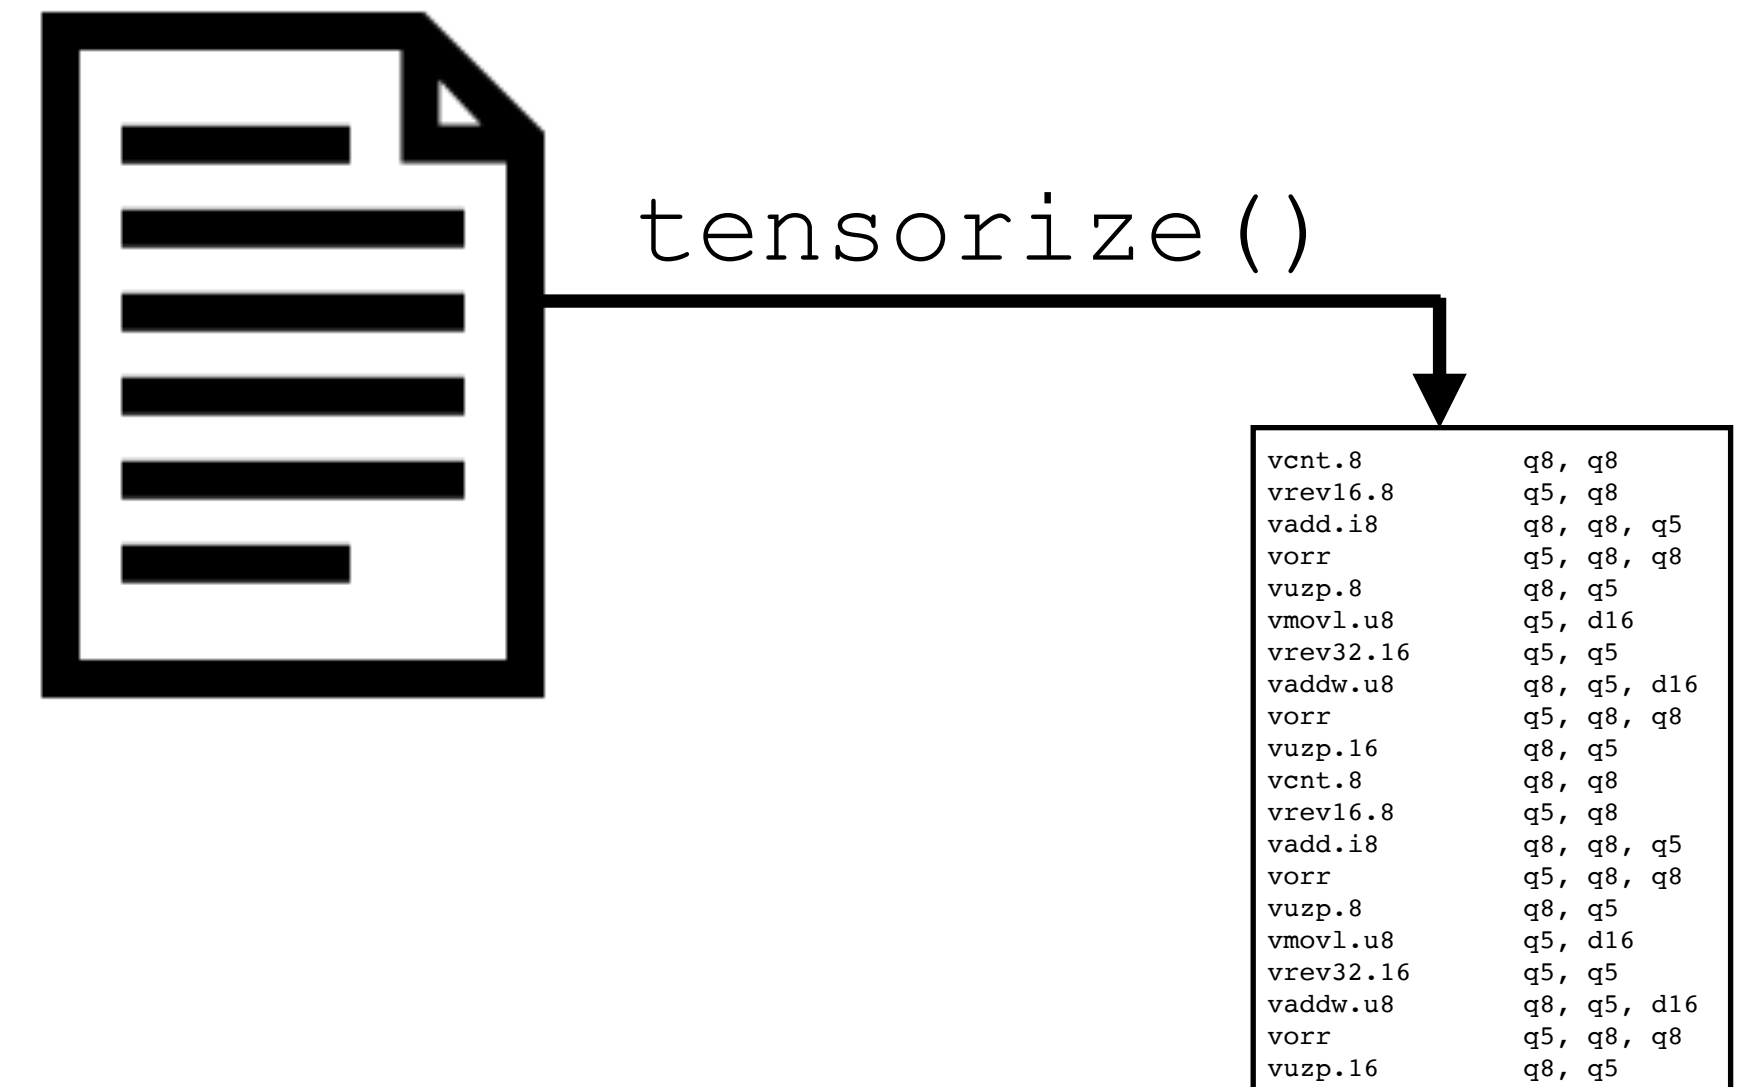 tensorize()
vcnt.8 q8, q8
vrev16.8 q5, q8
vadd.i8 q8, q8, q5
vorr q5, q8, q8
vuzp.8 q8, q5
vmovl.u8 q5, d16
vrev32.16 q5, q5
vaddw.u8 q8, q5, d16
vorr q5, q8, q8
vuzp.16 q8, q5
vcnt.8 q8, q8
vrev16.8 q5, q8
vadd.i8 q8, q8, q5
vorr q5, q8, q8
vuzp.8 q8, q5
vmovl.u8 q5, d16
vrev32.16 q5, q5
vaddw.u8 q8, q5, d16
vorr q5, q8, q8
vuzp.16 q8, q5